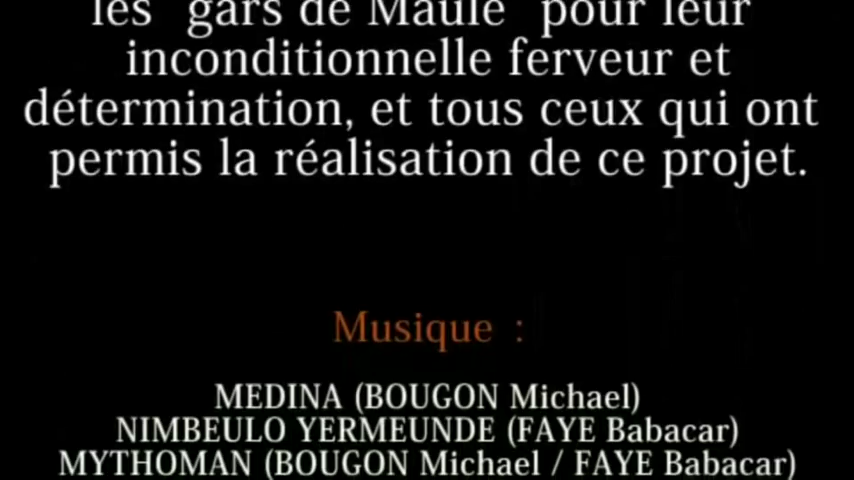 les "gars de Maule" pour leur
inconditionnelle ferveur et
détermination, et tous ceux qui ont
permis la réalisation de ce projet.
Musique :
MEDINA (BOUGON Michael)
NIMBEULO YERMEUNDE (FAYE Babacar)
MYTHOMAN (BOUGON Michael / FAYE Babacar)